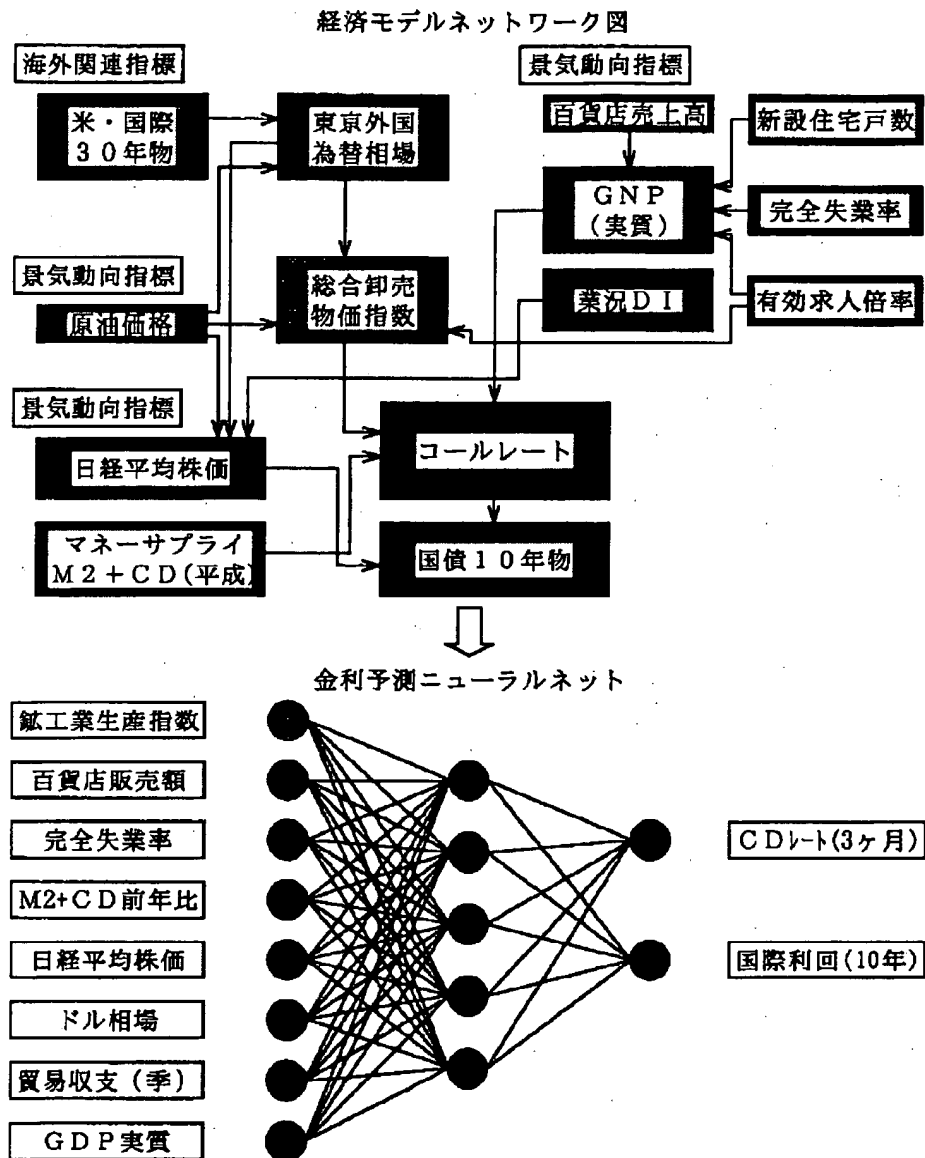 経済モデルネットワーク図
海外関連指標
景気動向指標
米・国際
30年物
東京外国
為替相場
百貨店売上高
新設住宅戸数
GNP
(実質)
完全失業率
景気動向指標
原油価格
総合卸売
物価指数
業況DI
有効求人倍率
景気動向指標
日経平均株価
コールレート
マネーサプライ
M2+CD(平成)
国債10年物
金利予測ニューラルネット
鉱工業生産指数
百貨店販売額
完全失業率
M2+CD前年比
日経平均株価
ドル相場
貿易収支(季)
GDP実質
CDレート(3ヶ月)
国際利回(10年)